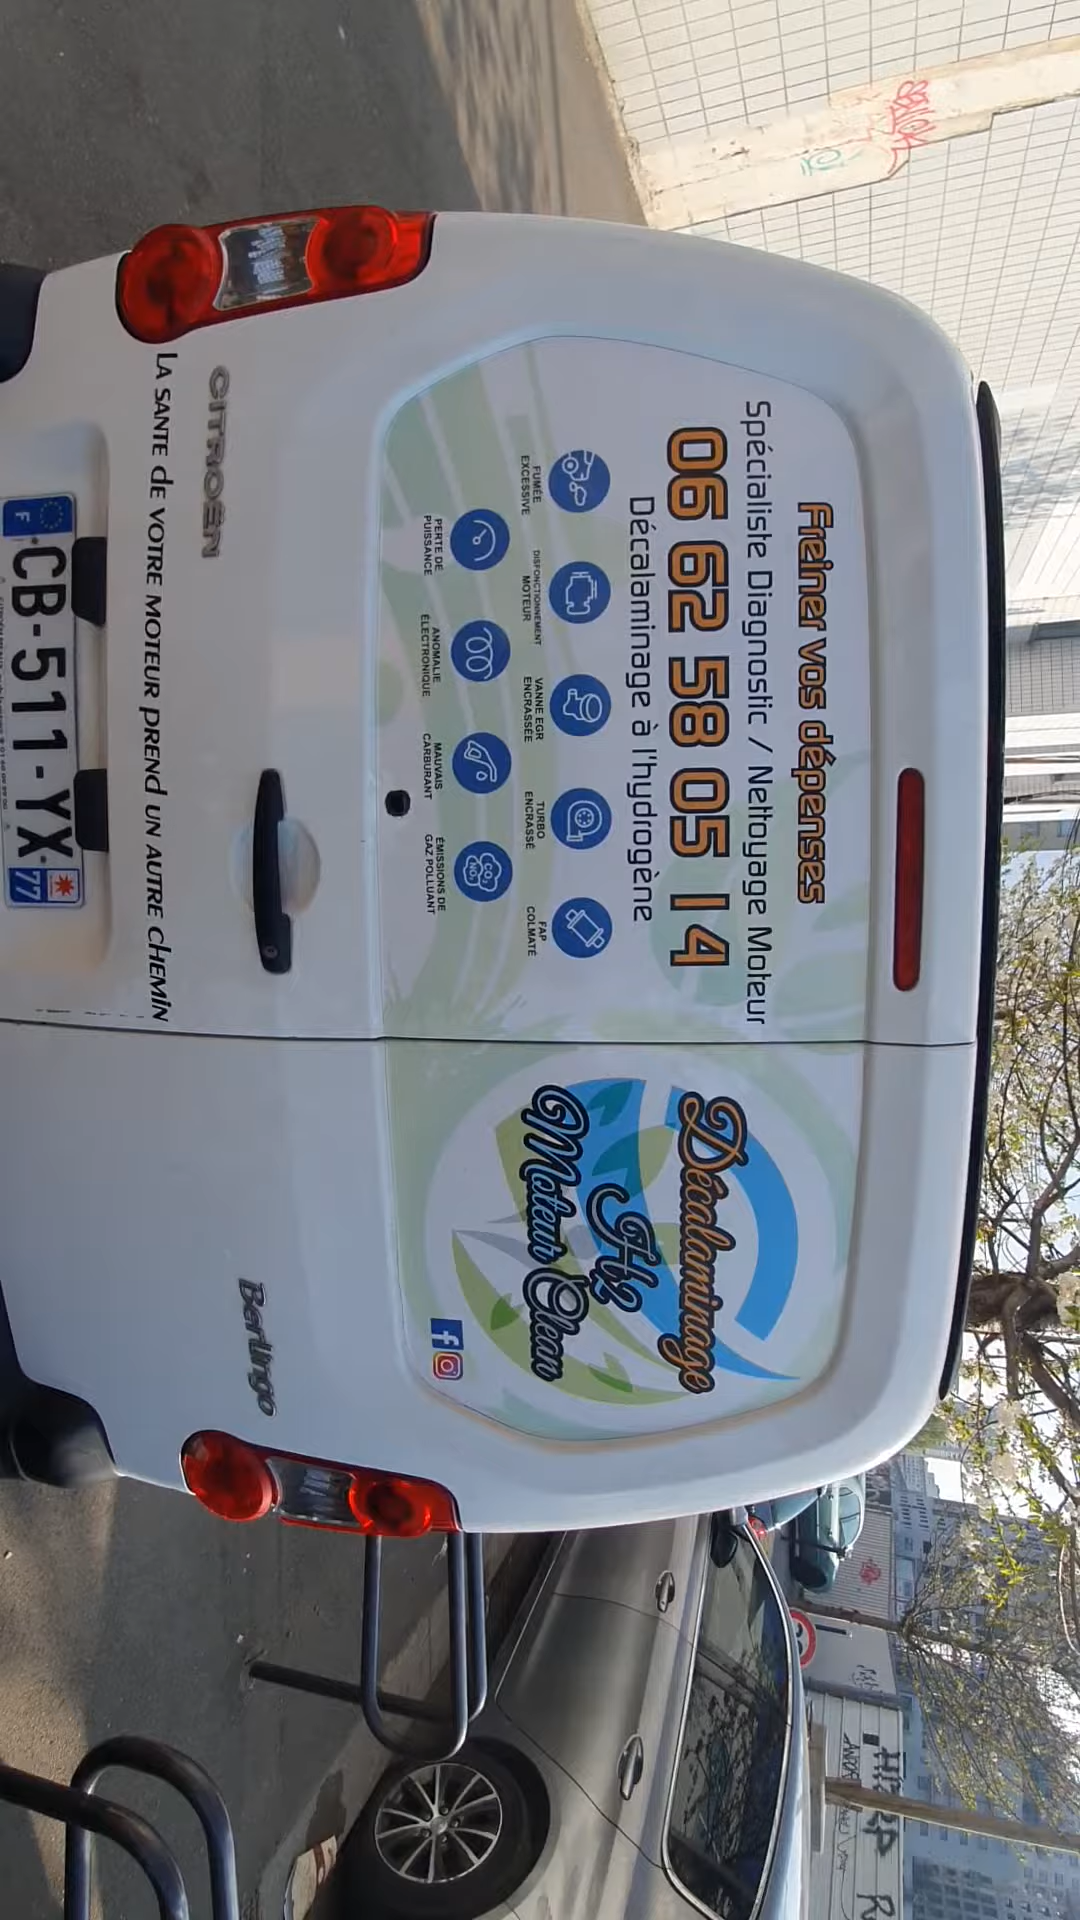 Freiner vos dépenses
Spécialiste Diagnostic / Nettoyage Moteur
06 62 58 05 14
Décalaminage à l'hydrogène
FUMÉE
EXCESSIVE
DISFONCTIONNEMENT
MOTEUR
VANNE EGR
ENCRASSÉE
TURBO
ENCRASSÉ
FAP
COLMATÉ
PERTE DE
PUISSANCE
ANOMALIE
ÉLECTRONIQUE
MAUVAIS
CARBURANT
CO2
NO2
ÉMISSIONS DE
GAZ POLLUANT
Décalaminage
H2
Moteur Clean
CITROËN
Berlingo
LA SANTE de VOTRE MOTEUR PREND UN AUTRE CHEMIN
F CB-511-YX 77